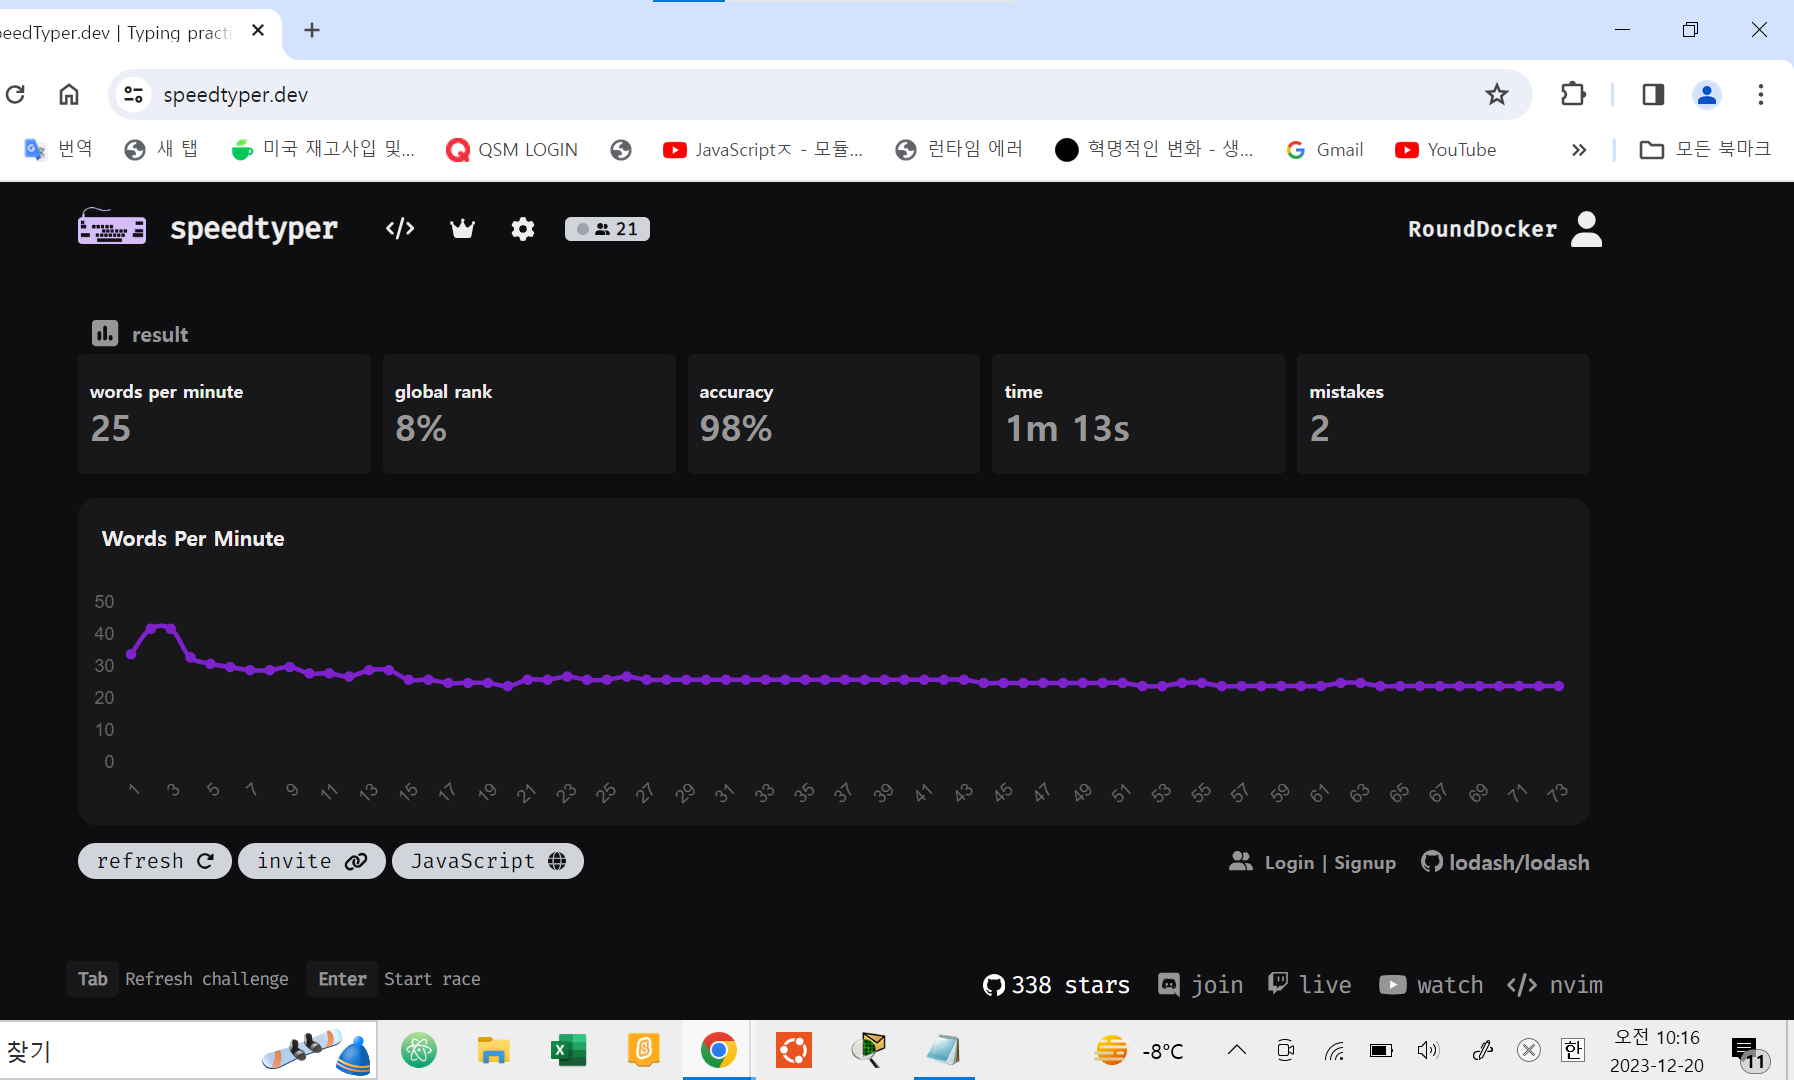 eedTyper.dev | Typing practi
speedtyper.dev
번역
새 탭
미국 재고사입 및...
QSM LOGIN
JavaScriptㅈ - 모듈...
런타임 에러
혁명적인 변화 - 생...
Gmail
YouTube
모든 북마크
speedtyper
21
RoundDocker
result
words per minute
25
global rank
8%
accuracy
98%
time
1m 13s
mistakes
2
Words Per Minute
50
40
30
20
10
0
1 3 5 7 9 11 13 15 17 19 21 23 25 27 29 31 33 35 37 39 41 43 45 47 49 51 53 55 57 59 61 63 65 67 69 71 73
refresh
invite
JavaScript
Login | Signup
lodash/lodash
Tab Refresh challenge
Enter Start race
338 stars
join
live
watch
nvim
찾기
-8°C
한
오전 10:16
2023-12-20
11